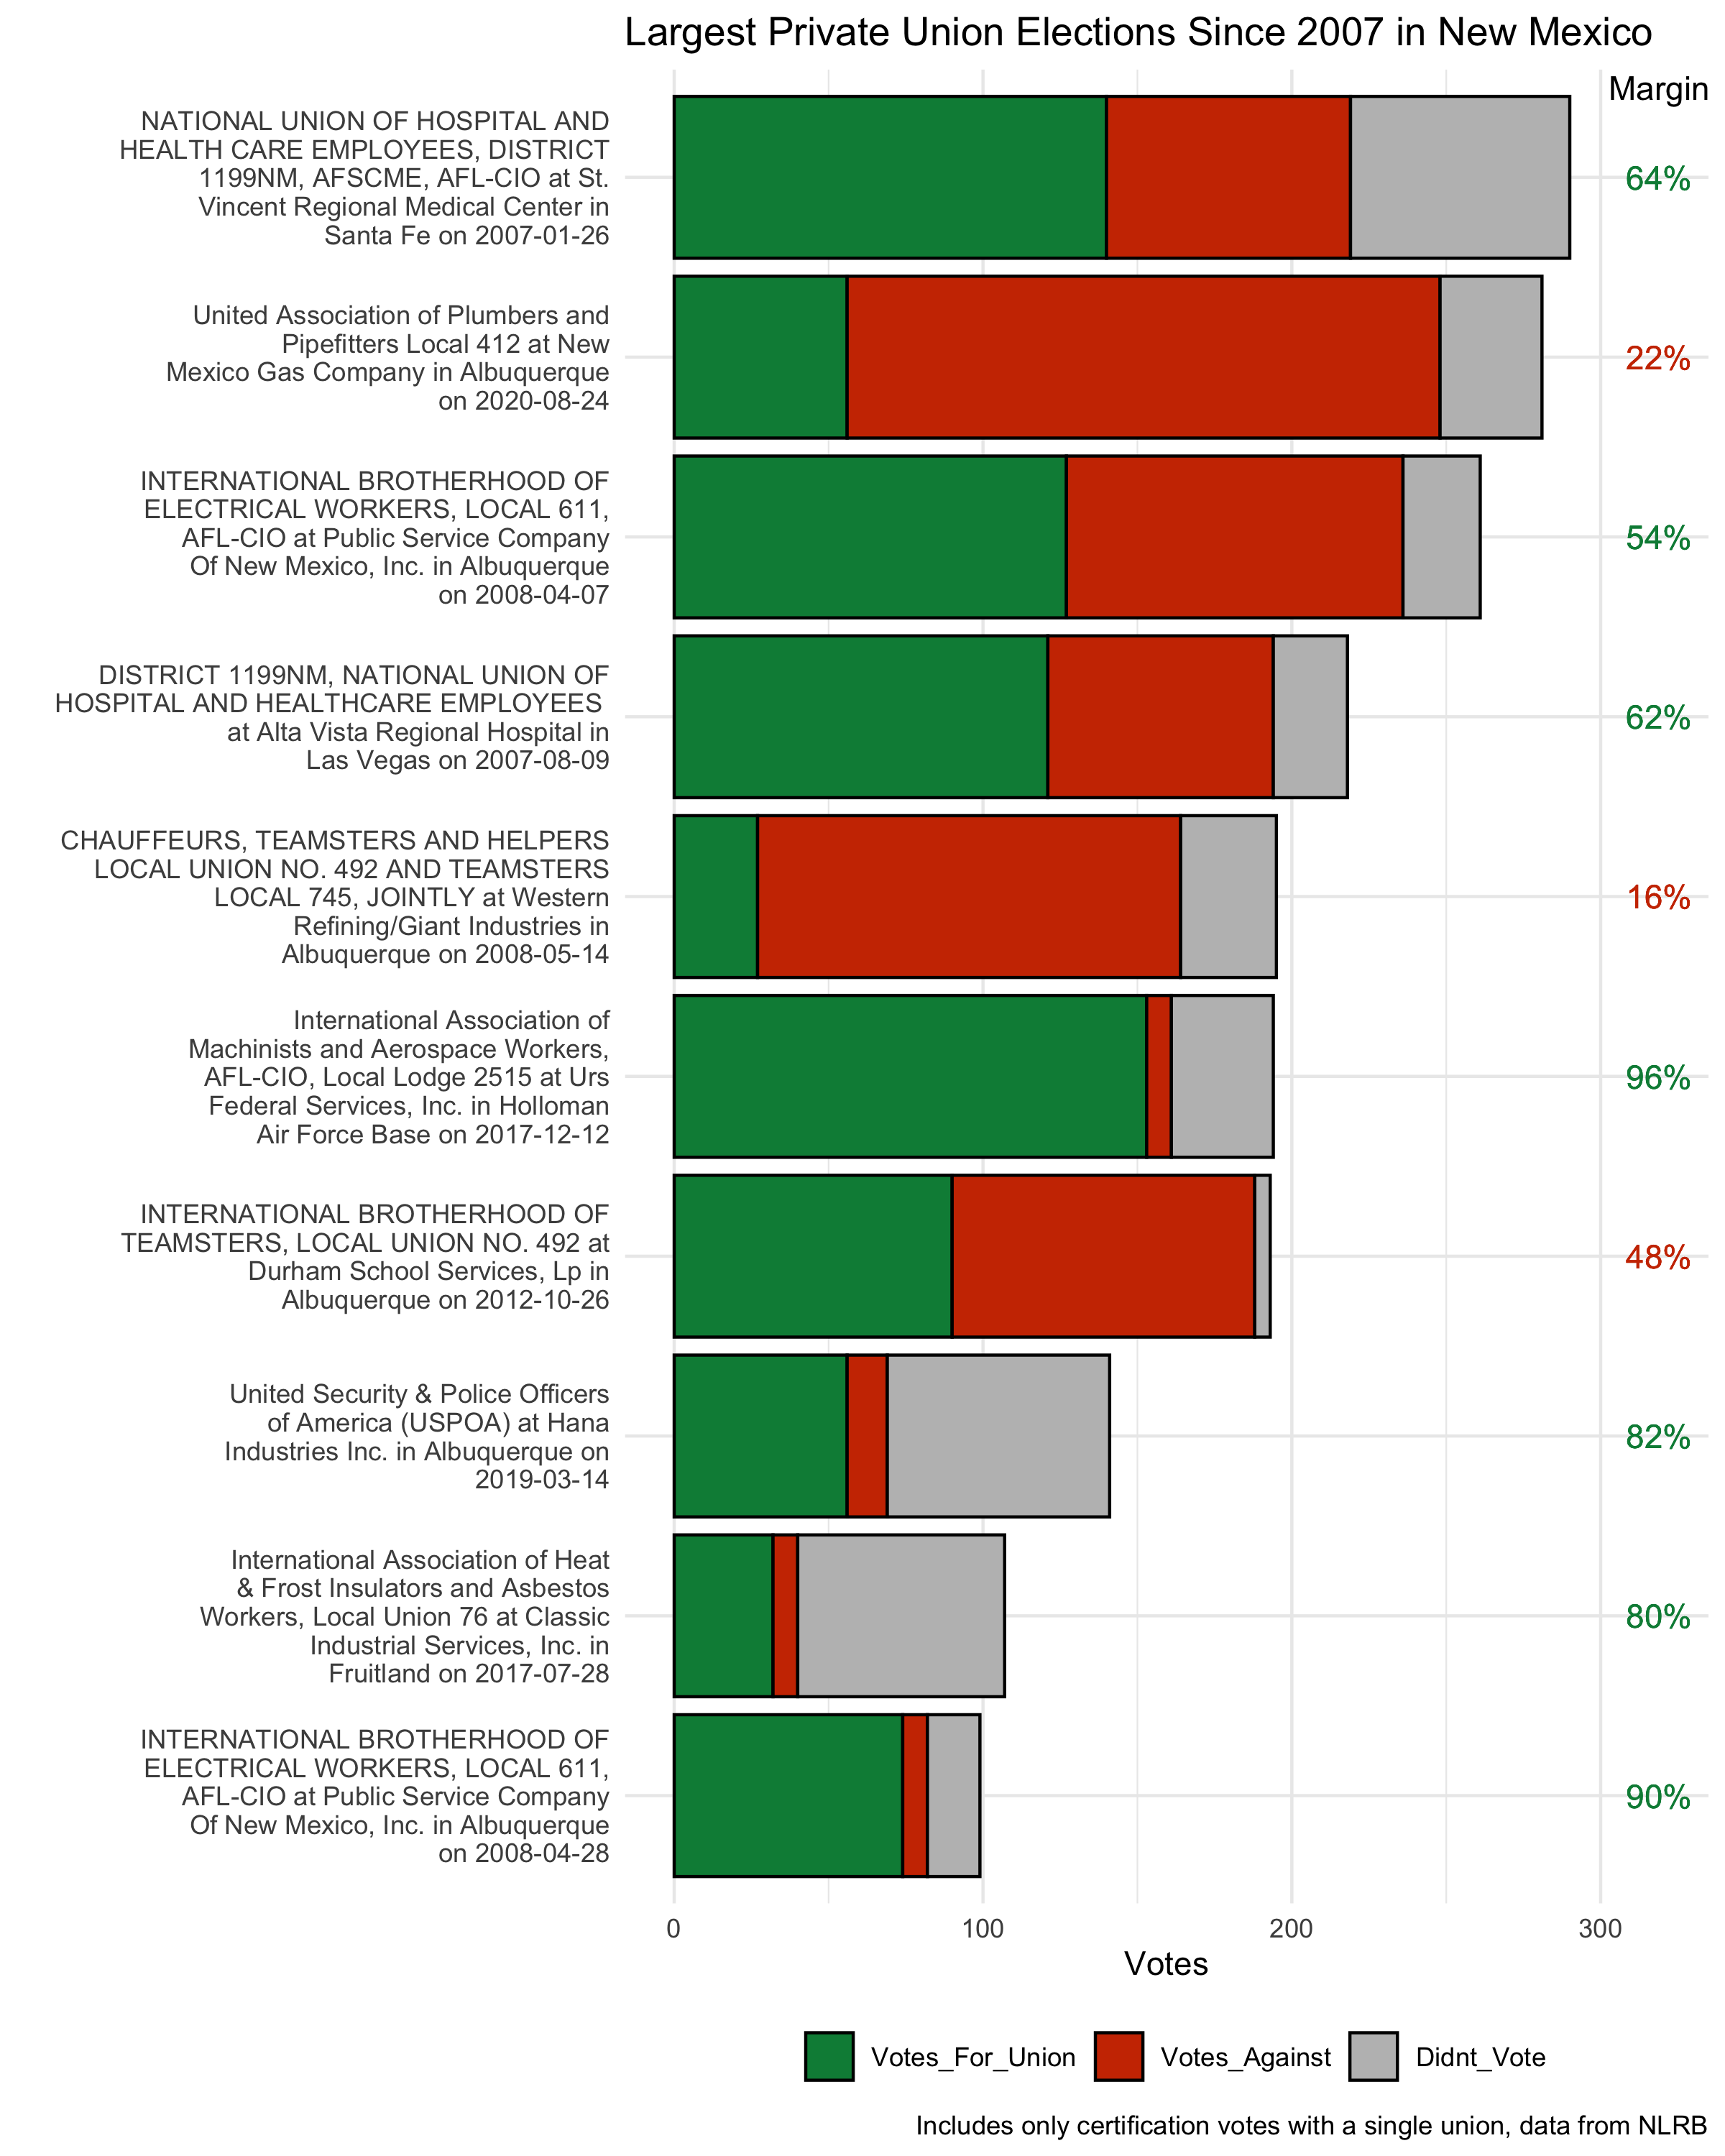 Largest Private Union Elections Since 2007 in New Mexico
Margin
NATIONAL UNION OF HOSPITAL AND
HEALTH CARE EMPLOYEES, DISTRICT
1199NM, AFSCME, AFL-CIO at St.
Vincent Regional Medical Center in
Santa Fe on 2007-01-26
64%
United Association of Plumbers and
Pipefitters Local 412 at New
Mexico Gas Company in Albuquerque
on 2020-08-24
22%
INTERNATIONAL BROTHERHOOD OF
ELECTRICAL WORKERS, LOCAL 611,
AFL-CIO at Public Service Company
Of New Mexico, Inc. in Albuquerque
on 2008-04-07
54%
DISTRICT 1199NM, NATIONAL UNION OF
HOSPITAL AND HEALTHCARE EMPLOYEES
at Alta Vista Regional Hospital in
Las Vegas on 2007-08-09
62%
CHAUFFEURS, TEAMSTERS AND HELPERS
LOCAL UNION NO. 492 AND TEAMSTERS
LOCAL 745, JOINTLY at Western
Refining/Giant Industries in
Albuquerque on 2008-05-14
16%
International Association of
Machinists and Aerospace Workers,
AFL-CIO, Local Lodge 2515 at Urs
Federal Services, Inc. in Holloman
Air Force Base on 2017-12-12
96%
INTERNATIONAL BROTHERHOOD OF
TEAMSTERS, LOCAL UNION NO. 492 at
Durham School Services, Lp in
Albuquerque on 2012-10-26
48%
United Security & Police Officers
of America (USPOA) at Hana
Industries Inc. in Albuquerque on
2019-03-14
82%
International Association of Heat
& Frost Insulators and Asbestos
Workers, Local Union 76 at Classic
Industrial Services, Inc. in
Fruitland on 2017-07-28
80%
INTERNATIONAL BROTHERHOOD OF
ELECTRICAL WORKERS, LOCAL 611,
AFL-CIO at Public Service Company
Of New Mexico, Inc. in Albuquerque
on 2008-04-28
90%
0 100 200 300
Votes
Votes_For_Union Votes_Against Didnt_Vote
Includes only certification votes with a single union, data from NLRB